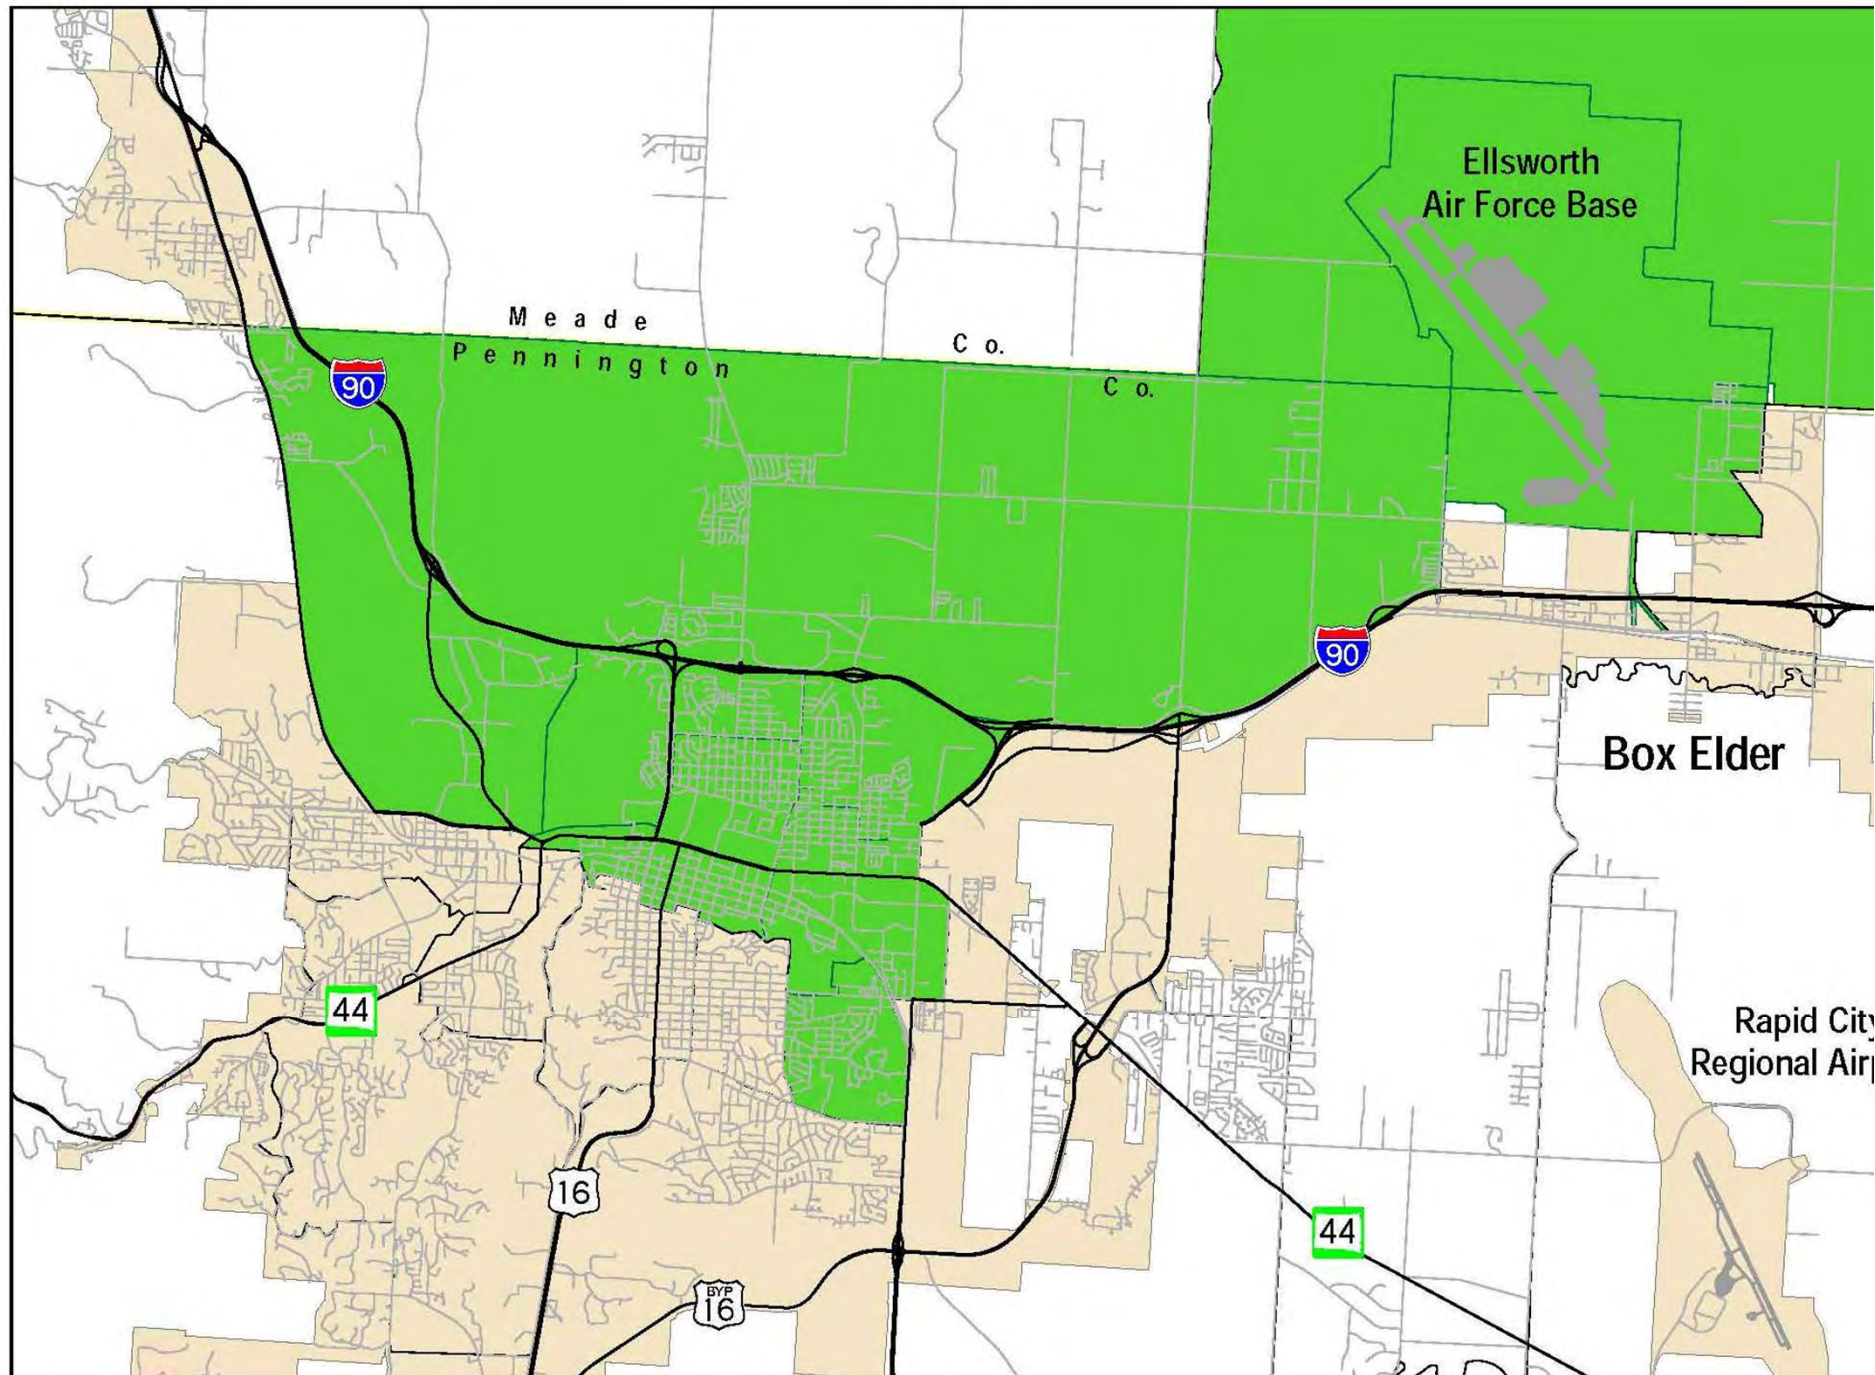 Ellsworth
Air Force Base
Meade Co.
Pennington Co.
90
90
Box Elder
44
Rapid City
Regional Airp
16
44
BYP
16